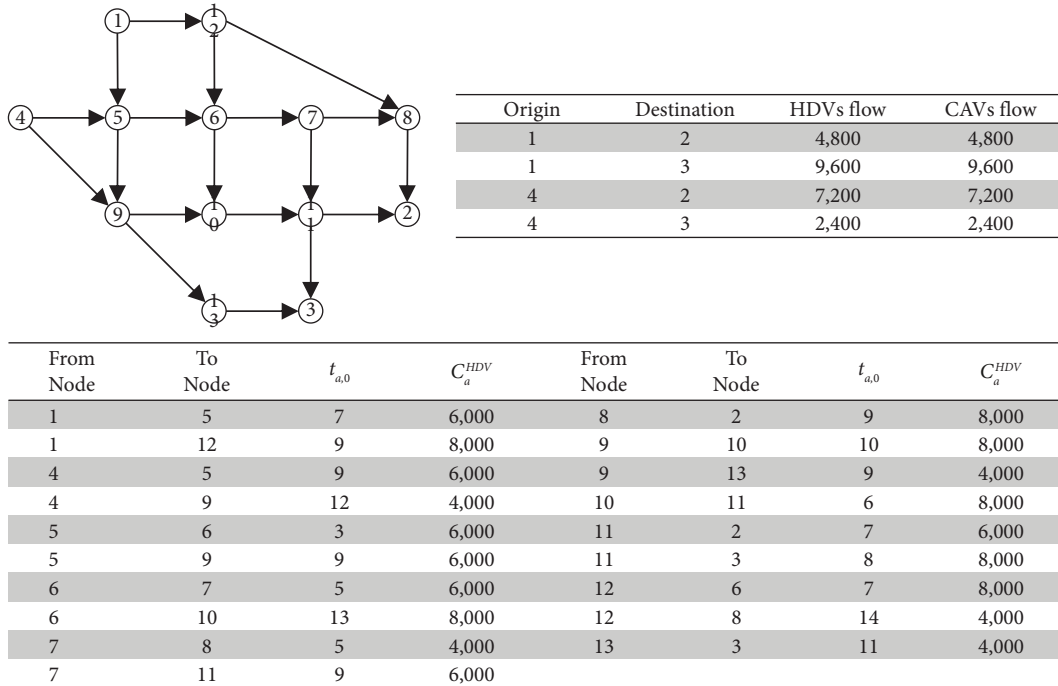 1 12
4 5 6 7 8
9 10 11 2
13 3
Origin Destination HDVs flow CAVs flow
1 2 4,800 4,800
1 3 9,600 9,600
4 2 7,200 7,200
4 3 2,400 2,400
From Node To Node t_{a,0} C_a^{HDV} From Node To Node t_{a,0} C_a^{HDV}
1 5 7 6,000 8 2 9 8,000
1 12 9 8,000 9 10 10 8,000
4 5 9 6,000 9 13 9 4,000
4 9 12 4,000 10 11 6 8,000
5 6 3 6,000 11 2 7 6,000
5 9 9 6,000 11 3 8 8,000
6 7 5 6,000 12 6 7 8,000
6 10 13 8,000 12 8 14 4,000
7 8 5 4,000 13 3 11 4,000
7 11 9 6,000